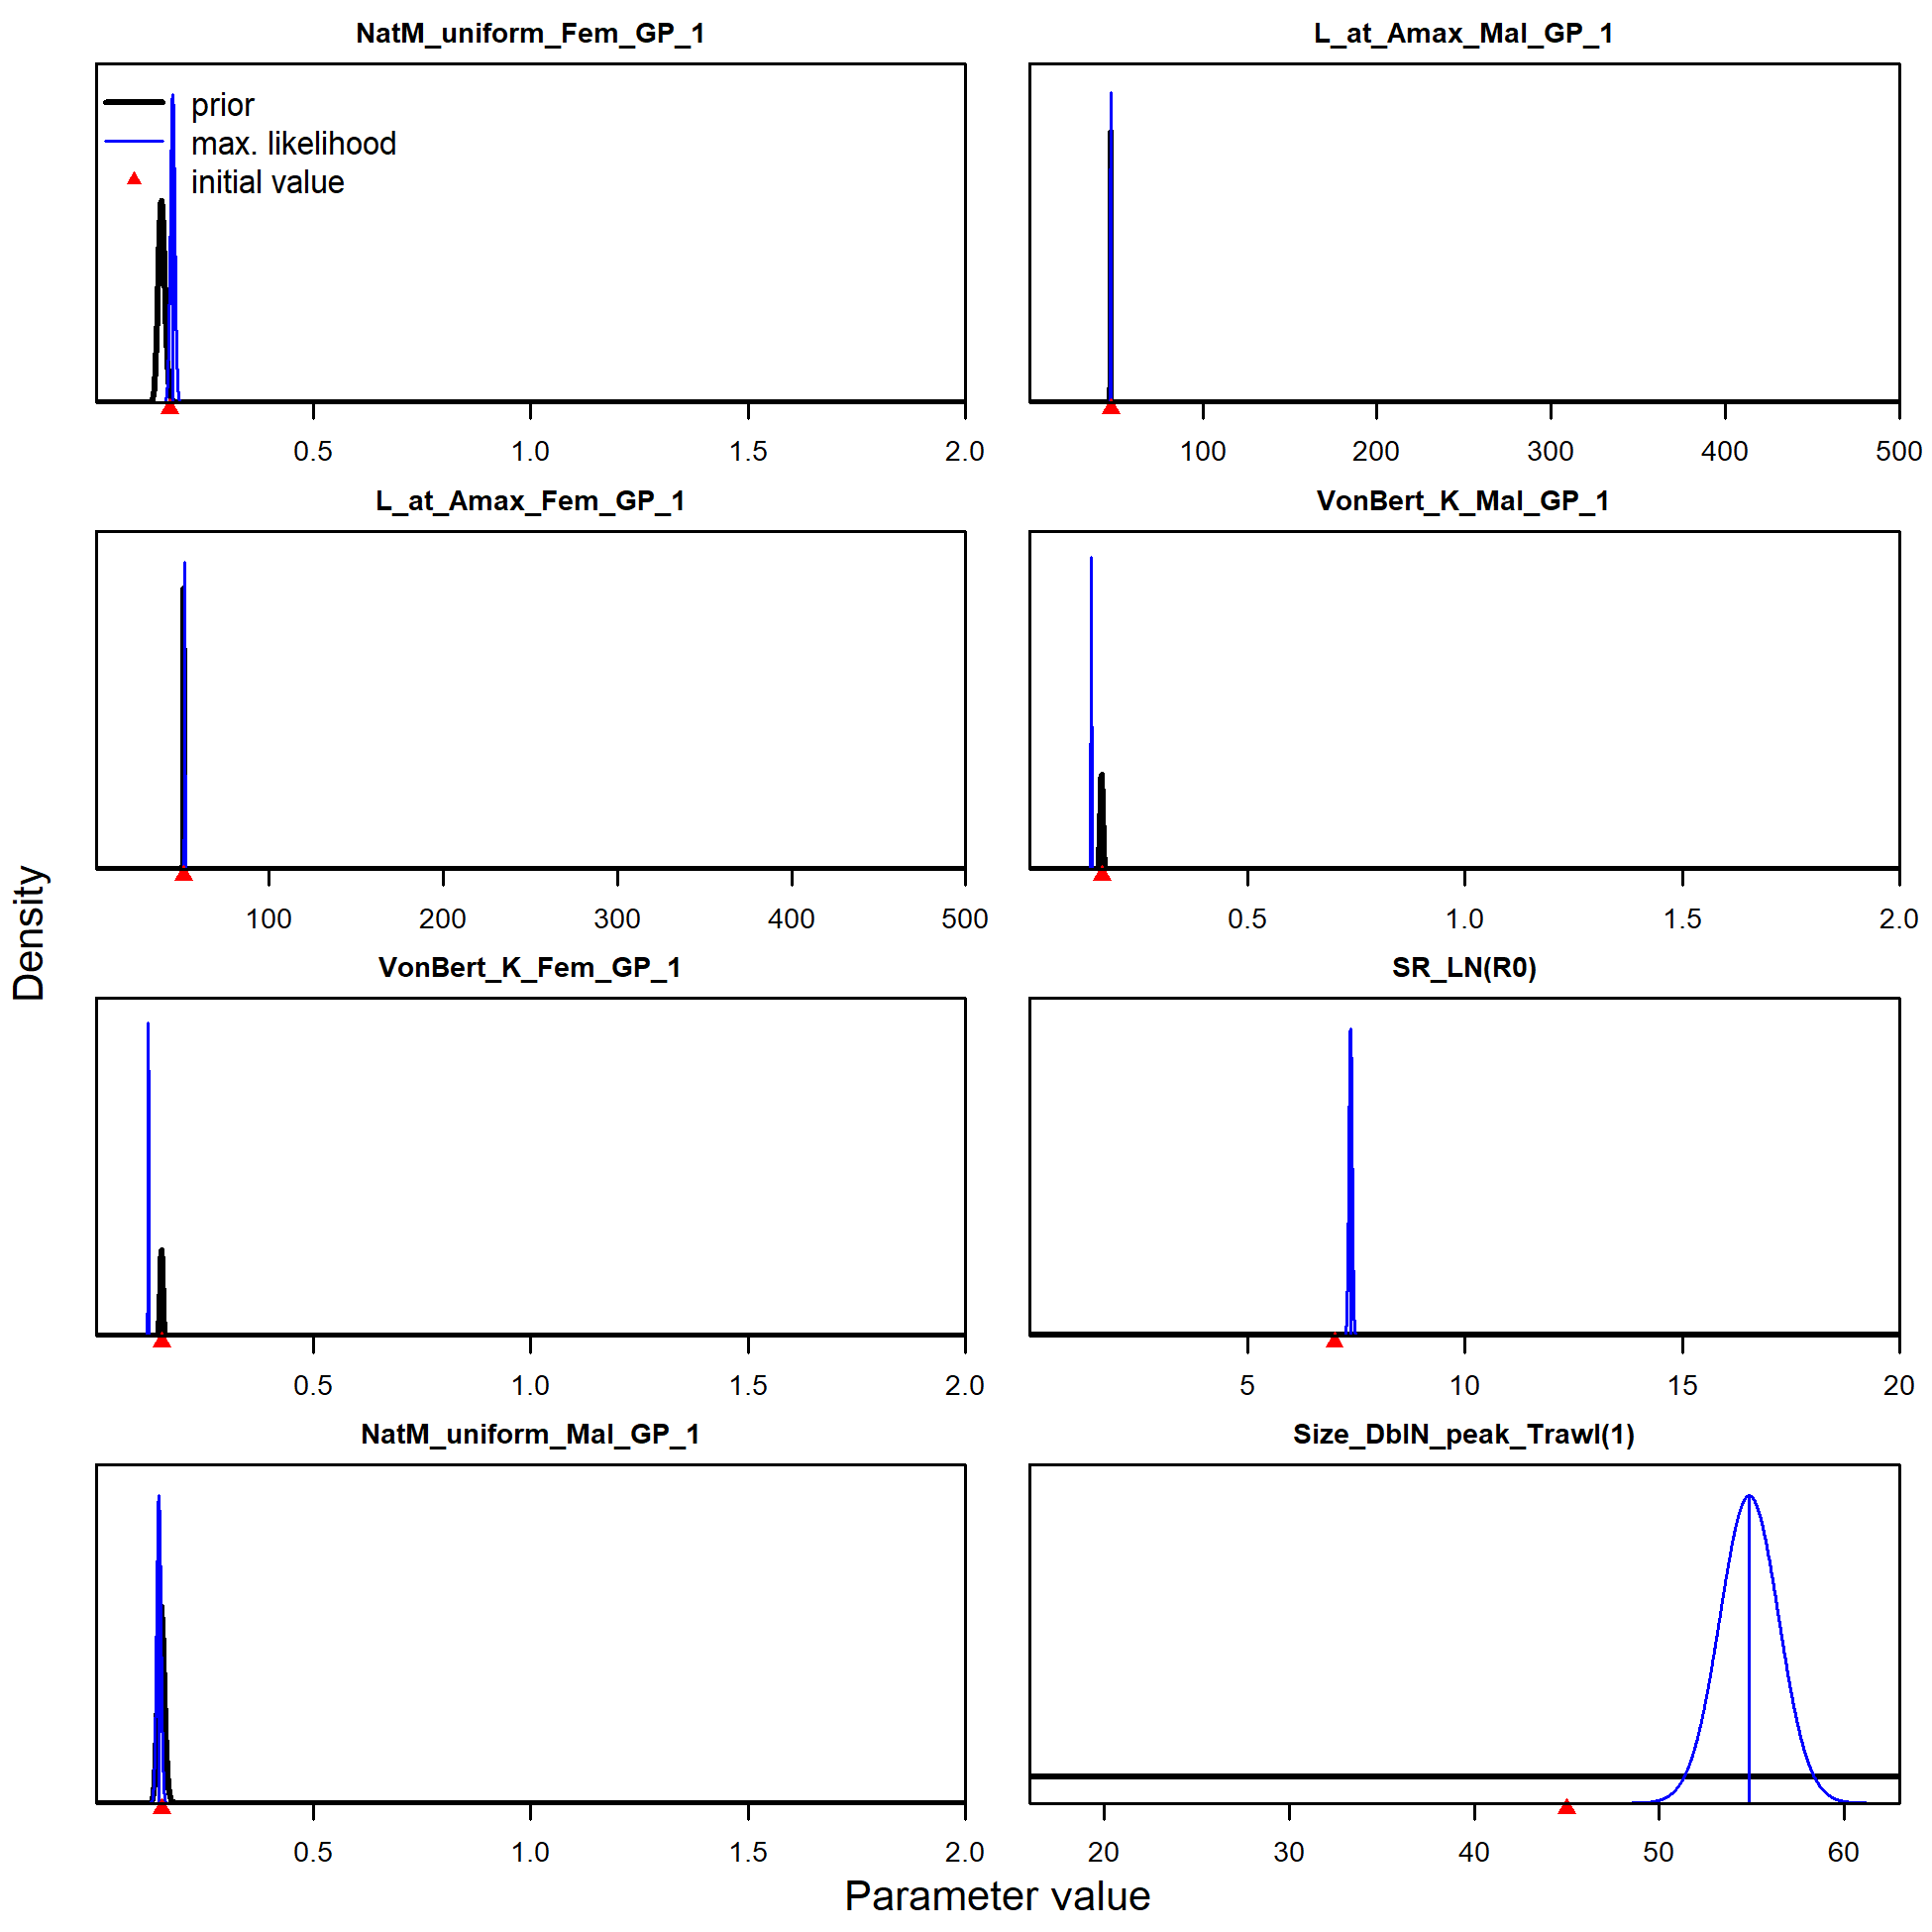 NatM_uniform_Fem_GP_1
prior
max. likelihood
initial value
0.5 1.0 1.5 2.0
L_at_Amax_Mal_GP_1
100 200 300 400 500
L_at_Amax_Fem_GP_1
100 200 300 400 500
VonBert_K_Mal_GP_1
0.5 1.0 1.5 2.0
VonBert_K_Fem_GP_1
0.5 1.0 1.5 2.0
SR_LN(R0)
5 10 15 20
NatM_uniform_Mal_GP_1
0.5 1.0 1.5 2.0
Size_DblN_peak_Trawl(1)
20 30 40 50 60
Density
Parameter value